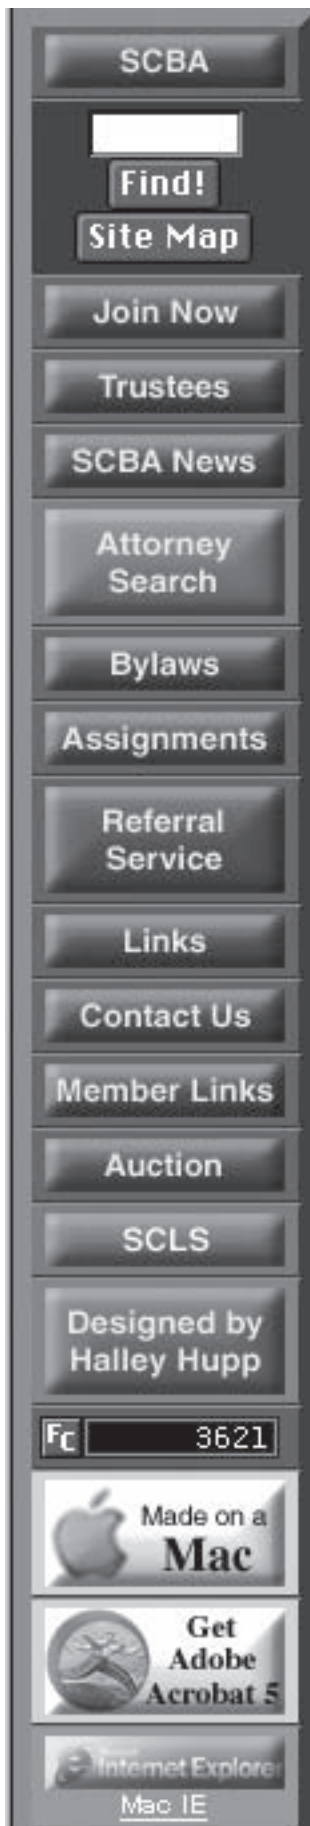 SCBA
Find!
Site Map
Join Now
Trustees
SCBA News
Attorney
Search
Bylaws
Assignments
Referral
Service
Links
Contact Us
Member Links
Auction
SCLS
Designed by
Halley Hupp
FC 3621
Made on a
Mac
Get
Adobe
Acrobat 5
Internet Explorer
Mac IE